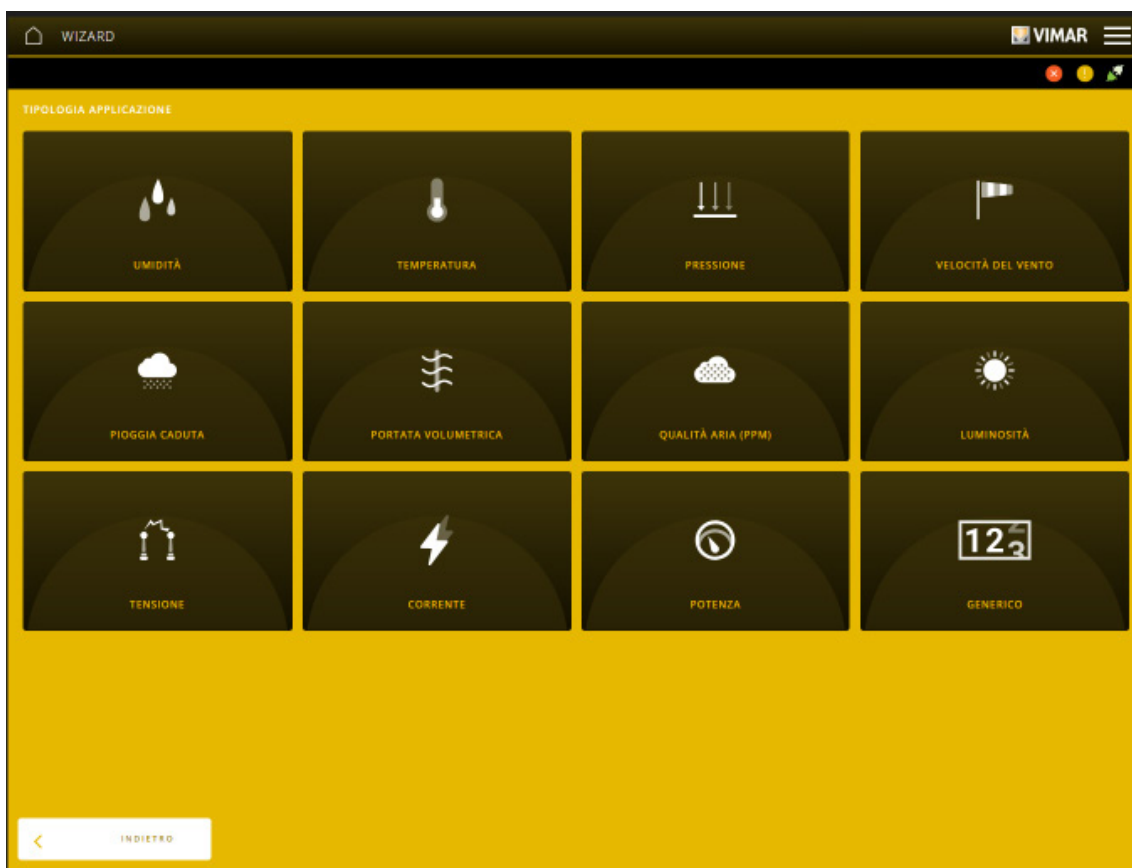 WIZARD
VIMAR
TIPOLOGIA APPLICAZIONE
UMIDITÀ
TEMPERATURA
PRESSIONE
VELOCITÀ DEL VENTO
PIOGGIA CADUTA
PORTATA VOLUMETRICA
QUALITÀ ARIA (PPM)
LUMINOSITÀ
123
TENSIONE
CORRENTE
POTENZA
GENERICO
INDIETRO